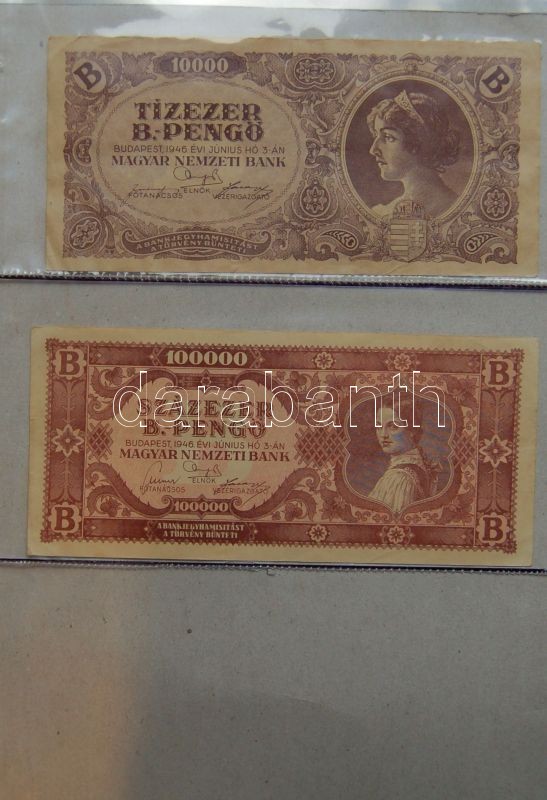 B
10000
B
TÍZEZER
B.-PENGŐ
BUDAPEST, 1946. ÉVI JÚNIUS HÓ 3-ÁN
MAGYAR NEMZETI BANK
FŐTANÁCSOS ELNÖK VEZÉRIGAZGATÓ
A BANKJEGYHAMISÍTÁST
A TÖRVÉNY BÜNTETI
B
100000
B
darabanth
SZÁZEZER
B.-PENGŐ
BUDAPEST, 1946. ÉVI JÚNIUS HÓ 3-ÁN
MAGYAR NEMZETI BANK
FŐTANÁCSOS ELNÖK VEZÉRIGAZGATÓ
100000
B
A BANKJEGYHAMISÍTÁST
A TÖRVÉNY BÜNTETI
B